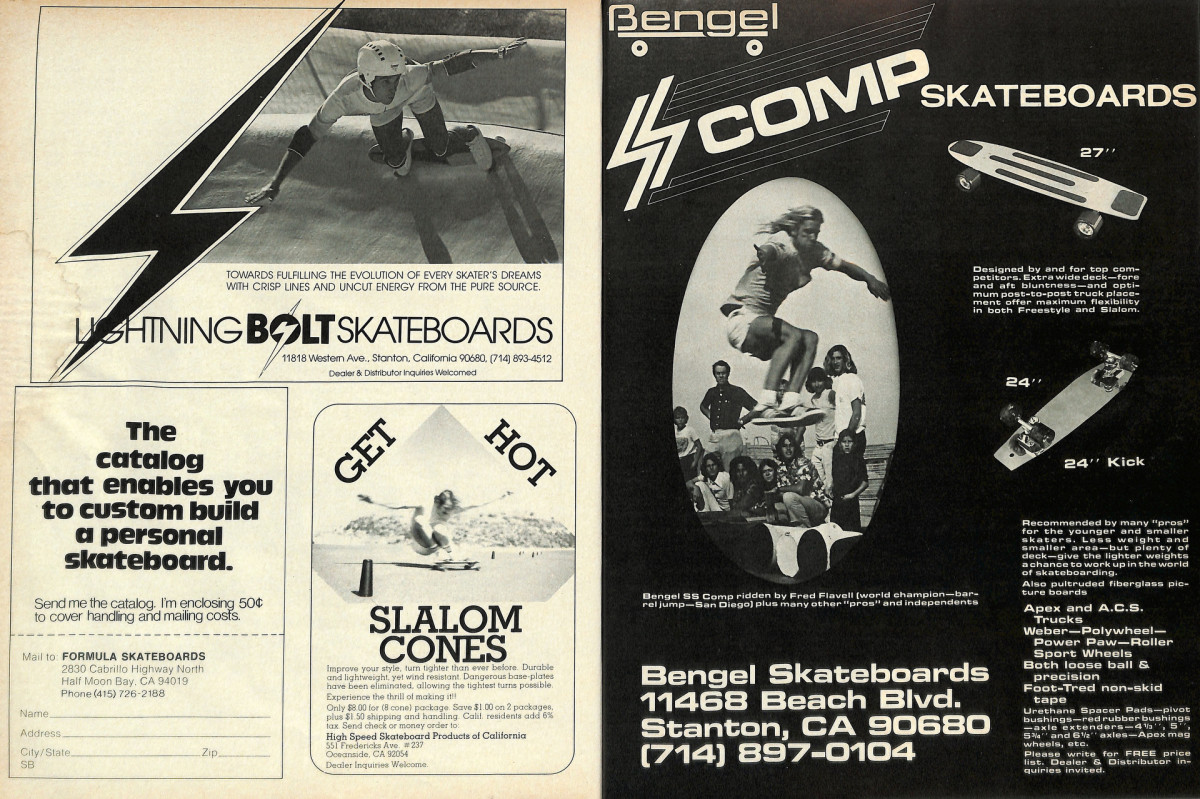 TOWARDS FULFILLING THE EVOLUTION OF EVERY SKATER'S DREAMS
WITH CRISP LINES AND UNCUT ENERGY FROM THE PURE SOURCE.
LIGHTNING BOLT SKATEBOARDS
11818 Western Ave., Stanton, California 90680, (714) 893-4512
Dealer & Distributor Inquiries Welcomed
The
catalog
that enables you
to custom build
a personal
skateboard.
Send me the catalog. I'm enclosing 50¢
to cover handling and mailing costs.
Mail to: FORMULA SKATEBOARDS
2830 Cabrillo Highway North
Half Moon Bay, CA 94019
Phone (415) 726-2188
Name
Address
City/State Zip
SB
GET HOT
SLALOM
CONES
Improve your style, turn tighter than ever before. Durable
and lightweight, yet wind resistant. Dangerous base-plates
have been eliminated, allowing the tightest turns possible.
Experience the thrill of making it!!
Only $8.00 for (8 cone) package. Save $1.00 on 2 packages,
plus $1.50 shipping and handling. Calif. residents add 6%
tax. Send check or money order to:
High Speed Skateboard Products of California
551 Fredericks Ave. #237
Oceanside, CA 92054
Dealer Inquiries Welcome.
Bengel
SS COMP SKATEBOARDS
27''
Designed by and for top com-
petitors. Extra wide deck—fore
and aft bluntness—and opti-
mum post-to-post truck place-
ment offer maximum flexibility
in both Freestyle and Slalom.
24''
24'' Kick
Bengel SS Comp ridden by Fred Flavell (world champion—bar-
rel jump—San Diego) plus many other "pros" and independents
Recommended by many "pros"
for the younger and smaller
skaters. Less weight and
smaller area—but plenty of
deck—give the lighter weights
a chance to work up in the world
of skateboarding.
Also pultruded fiberglass pic-
ture boards
Apex and A.C.S.
Trucks
Weber—Polywheel—
Power Paw—Roller
Sport Wheels
Both loose ball &
precision
Foot-Tred non-skid
tape
Urethane Spacer Pads—pivot
bushings—red rubber bushings
—axle extenders—4½'', 5'',
5¾'' and 6½'' axles—Apex mag
wheels, etc.
Please write for FREE price
list. Dealer & Distributor in-
quiries invited.
Bengel Skateboards
11468 Beach Blvd.
Stanton, CA 90680
(714) 897-0104